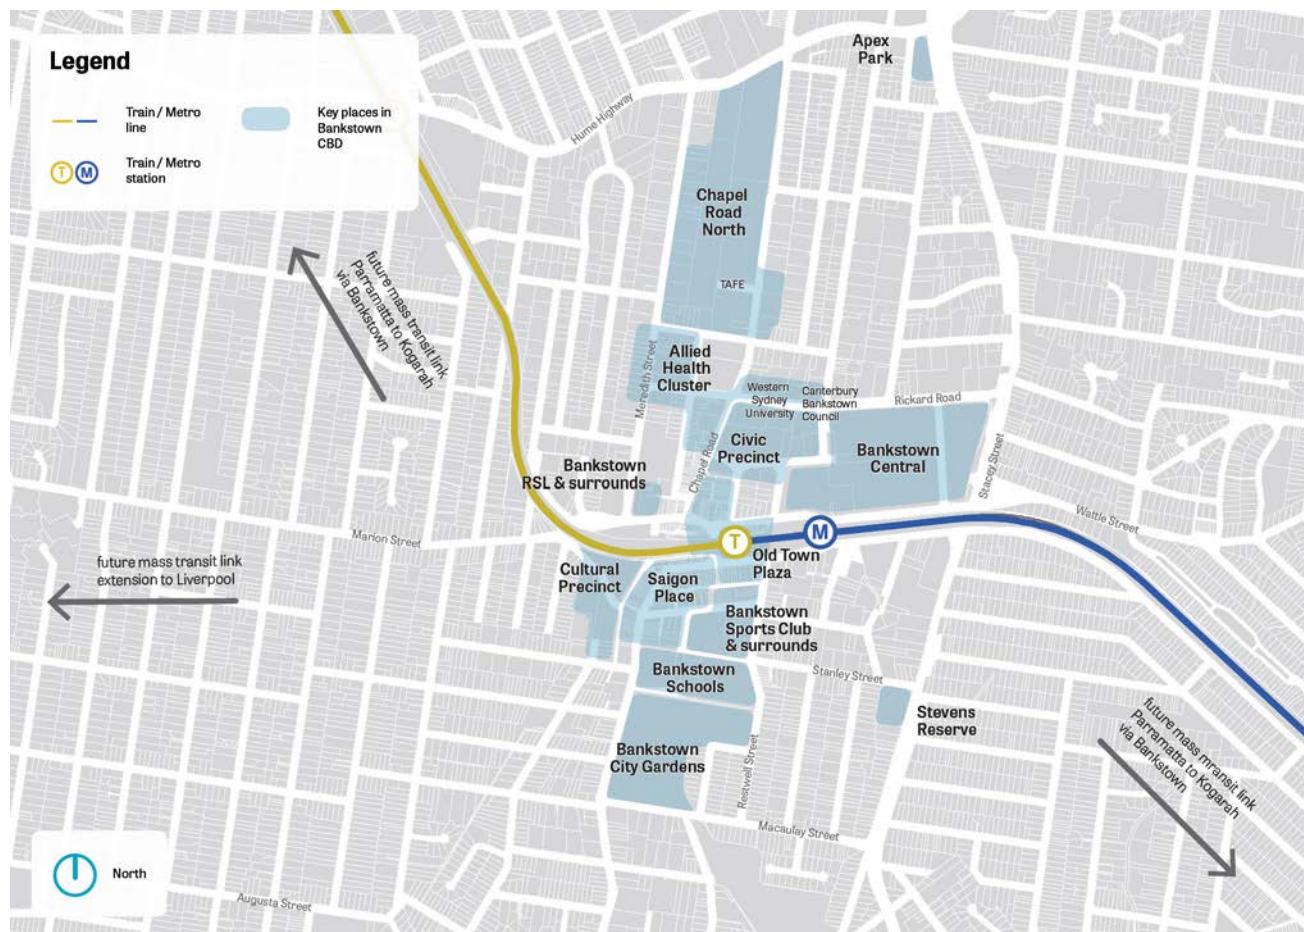 Legend
Train / Metro
line
Key places in
Bankstown
CBD
T M
Train / Metro
station
Apex
Park
Hume Highway
Chapel
Road
North
TAFE
future mass transit link
Parramatta to Kogarah
via Bankstown
Meredith Street
Allied
Health
Cluster
Western
Sydney
University
Canterbury
Bankstown
Council
Rickard Road
Chapel Road
Civic
Precinct
Bankstown
Central
Stacey Street
Bankstown
RSL & surrounds
Wattle Street
Marion Street
T
M
Old Town
Plaza
future mass transit link
extension to Liverpool
Cultural
Precinct
Saigon
Place
Bankstown
Sports Club
& surrounds
Bankstown
Schools
Stanley Street
Stevens
Reserve
Bankstown
City Gardens
Restwell Street
future mass mransit link
Parramatta to Kogarah
via Bankstown
Macaulay Street
North
Augusta Street